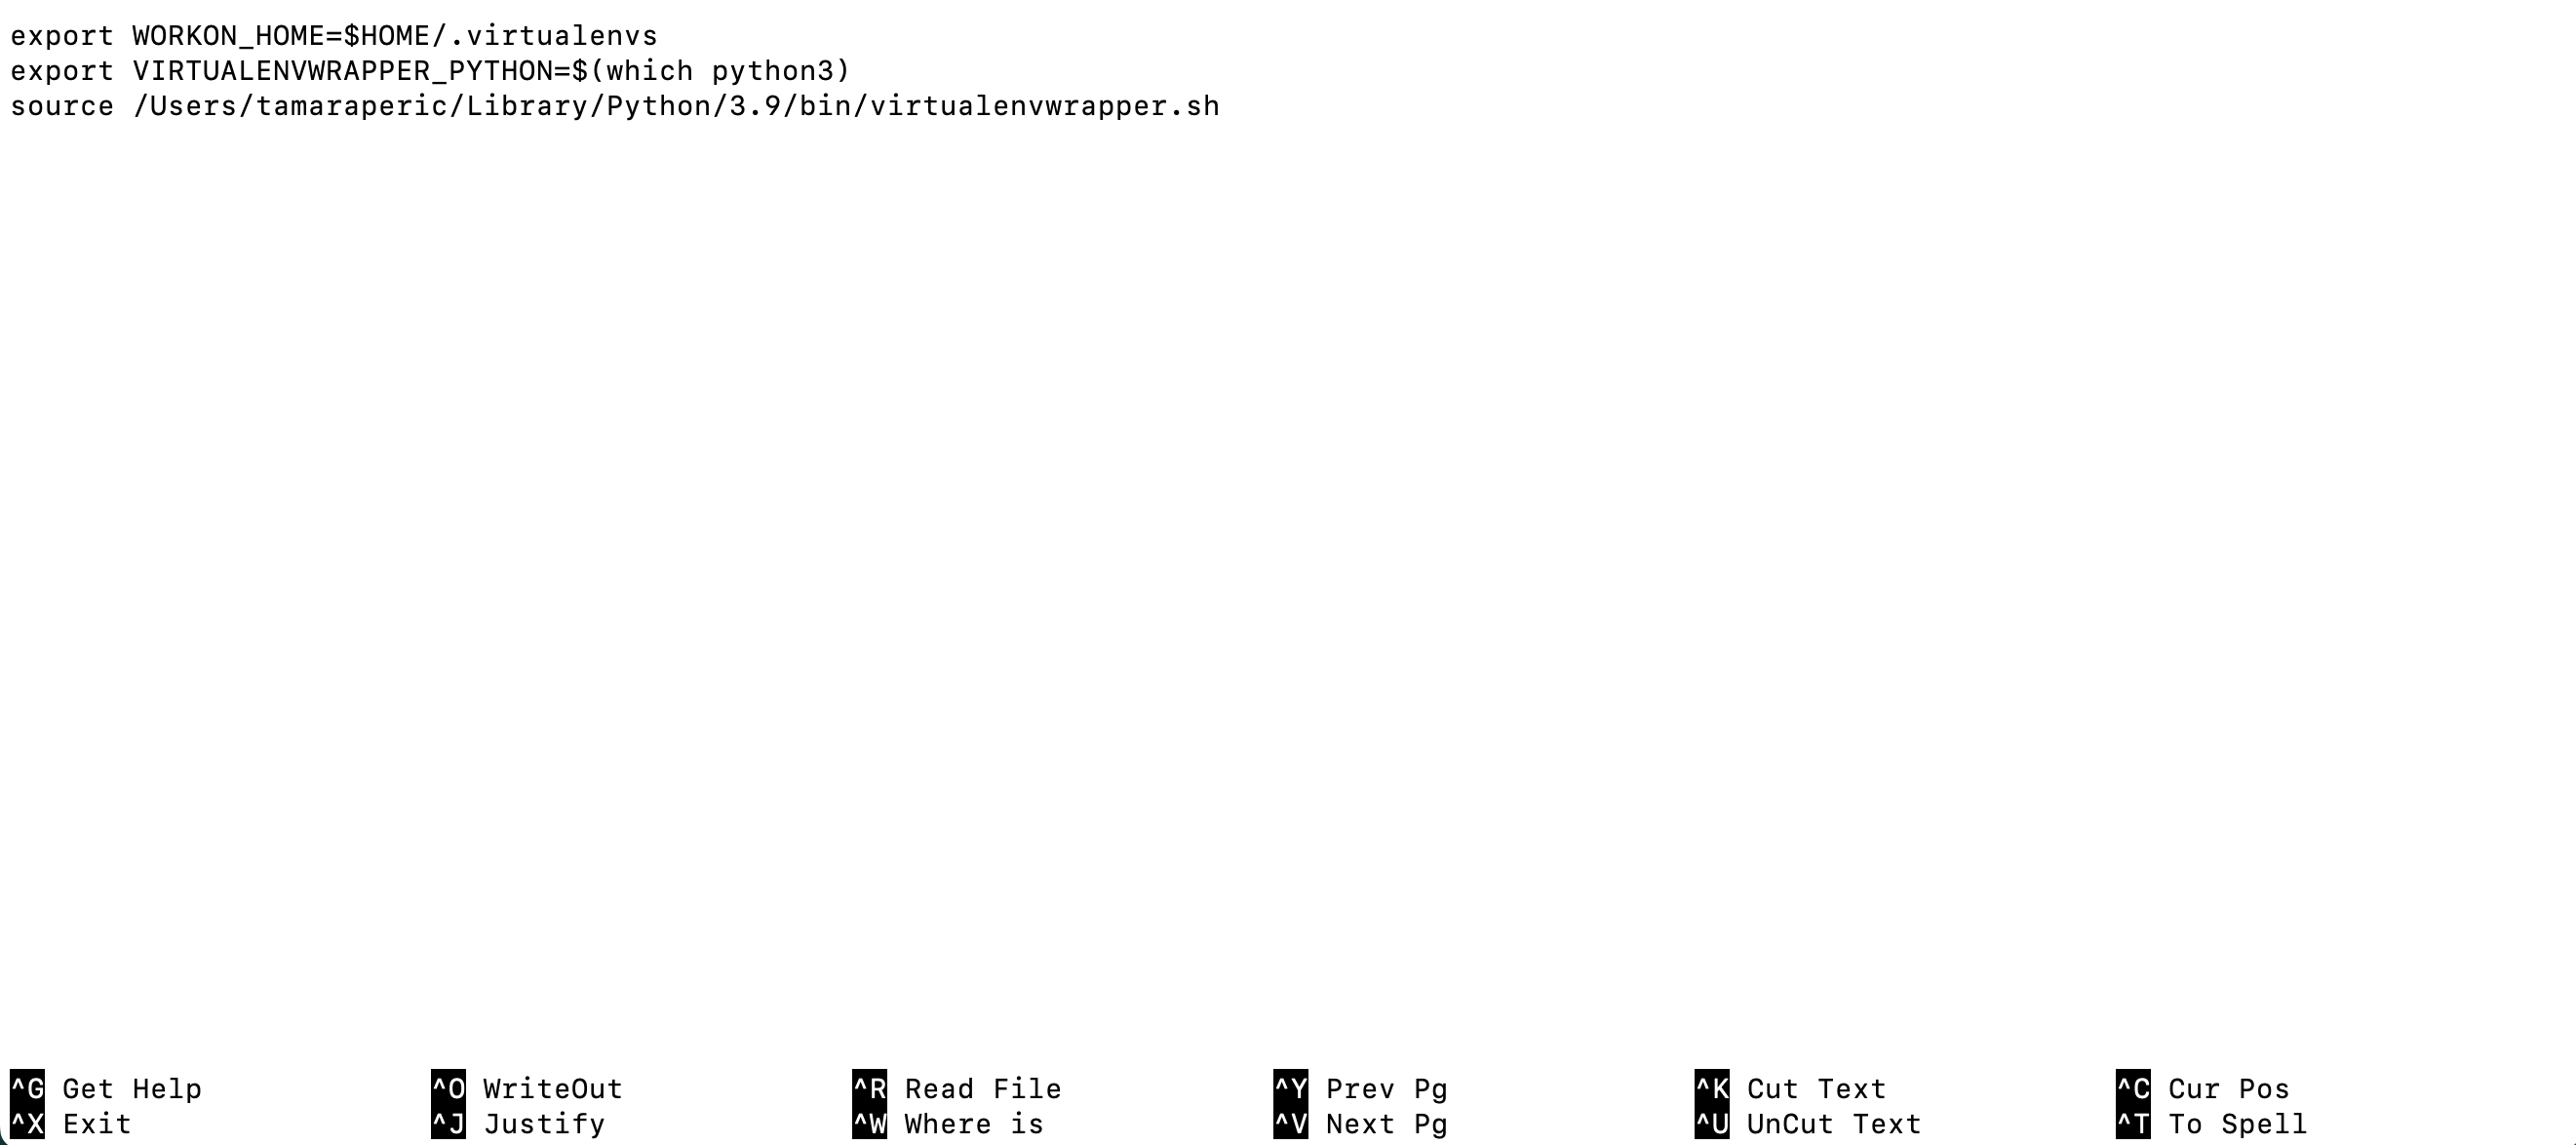 export WORKON_HOME=$HOME/.virtualenvs
export VIRTUALENVWRAPPER_PYTHON=$(which python3)
source /Users/tamaraperic/Library/Python/3.9/bin/virtualenvwrapper.sh
^G Get Help ^O WriteOut ^R Read File ^Y Prev Pg ^K Cut Text ^C Cur Pos
^X Exit ^J Justify ^W Where is ^V Next Pg ^U UnCut Text ^T To Spell